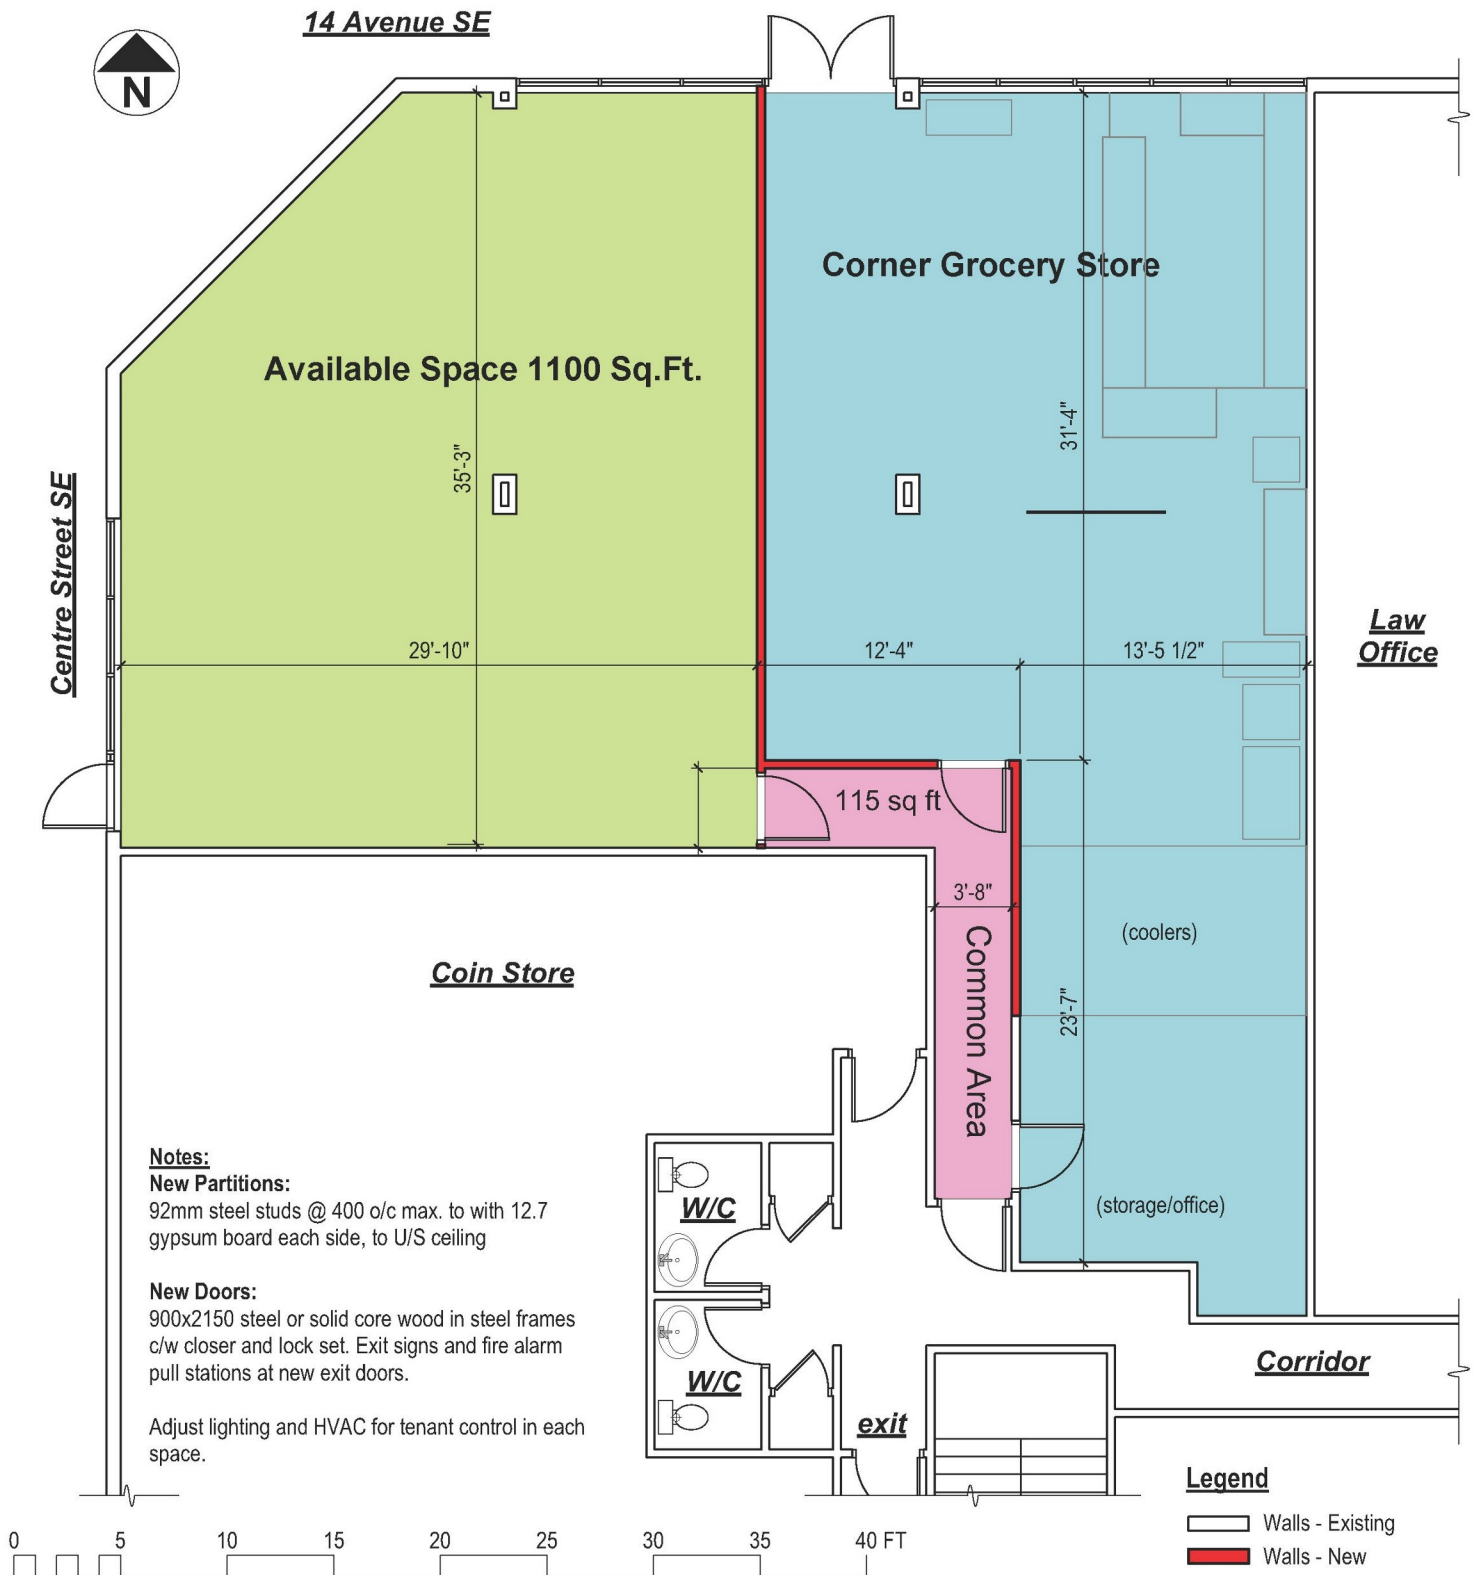 14 Avenue SE
N
Corner Grocery Store
Available Space 1100 Sq.Ft.
31'-4"
35'-3"
Centre Street SE
Law
Office
29'-10"
12'-4"
13'-5 1/2"
115 sq ft
3'-8"
(coolers)
Common Area
Coin Store
23'-7"
Notes:
New Partitions:
92mm steel studs @ 400 o/c max. to with 12.7
gypsum board each side, to U/S ceiling
New Doors:
900x2150 steel or solid core wood in steel frames
c/w closer and lock set. Exit signs and fire alarm
pull stations at new exit doors.
Adjust lighting and HVAC for tenant control in each
space.
W/C
(storage/office)
W/C
Corridor
exit
Legend
Walls - Existing
Walls - New
0 5 10 15 20 25 30 35 40 FT